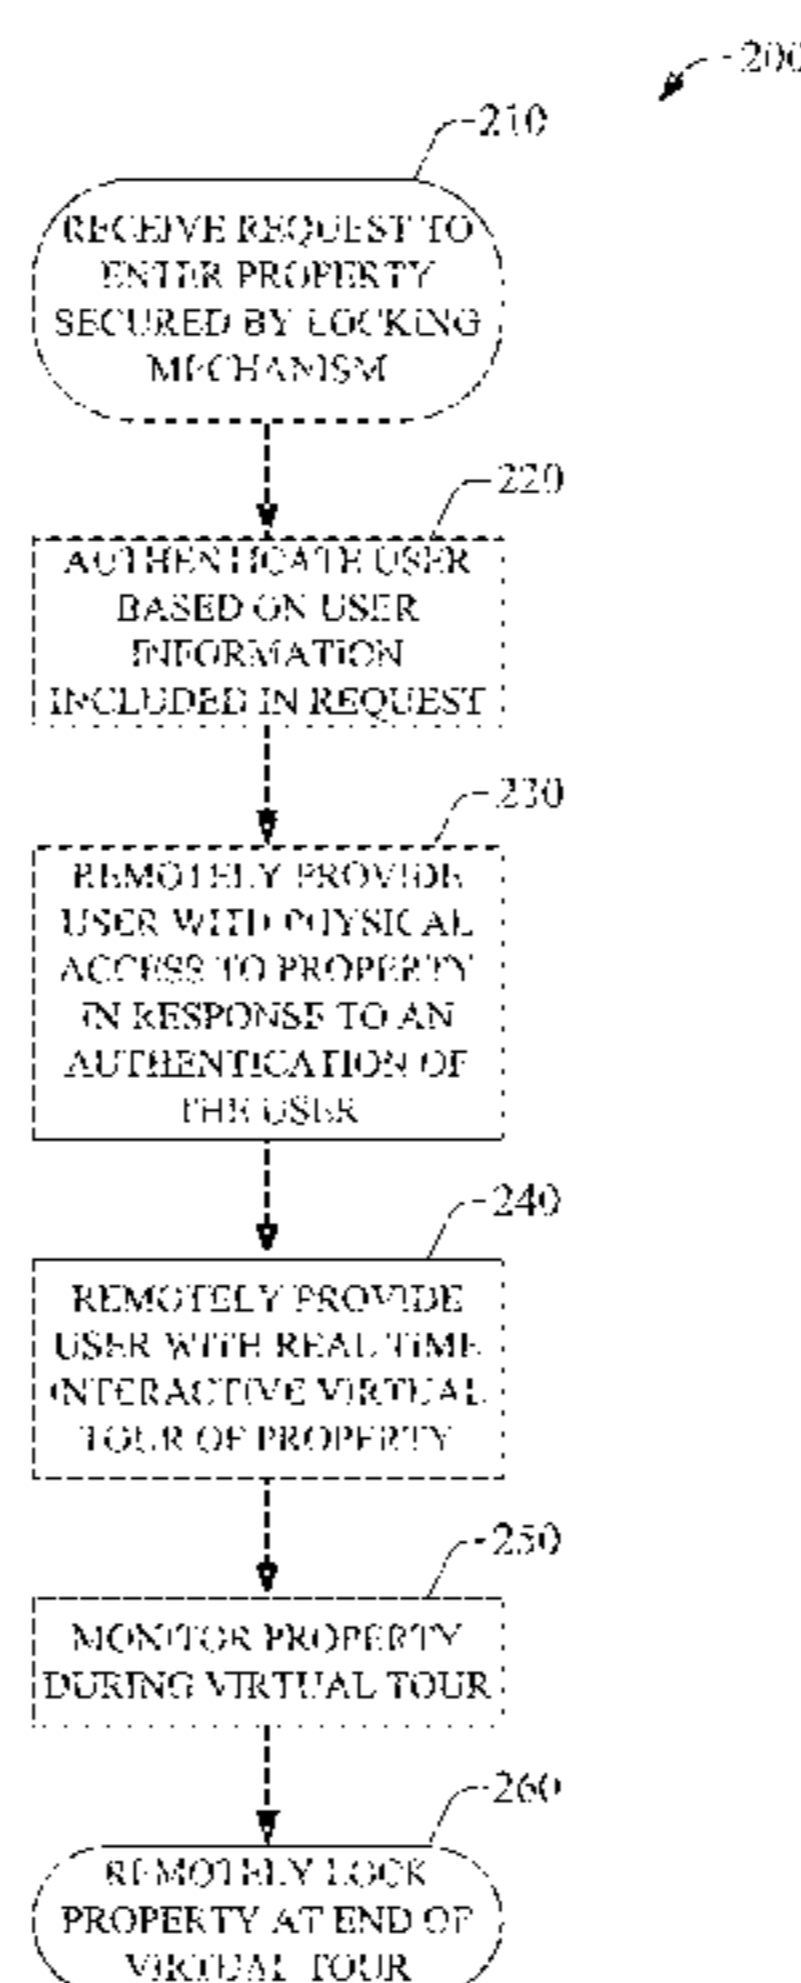 200
210
RECEIVE REQUEST TO
ENTER PROPERTY
SECURED BY LOCKING
MECHANISM
220
AUTHENTICATE USER
BASED ON USER
INFORMATION
INCLUDED IN REQUEST
230
REMOTELY PROVIDE
USER WITH PHYSICAL
ACCESS TO PROPERTY
IN RESPONSE TO AN
AUTHENTICATION OF
THE USER
240
REMOTELY PROVIDE
USER WITH REAL TIME
INTERACTIVE VIRTUAL
TOUR OF PROPERTY
250
MONITOR PROPERTY
DURING VIRTUAL TOUR
260
REMOTELY LOCK
PROPERTY AT END OF
VIRTUAL TOUR